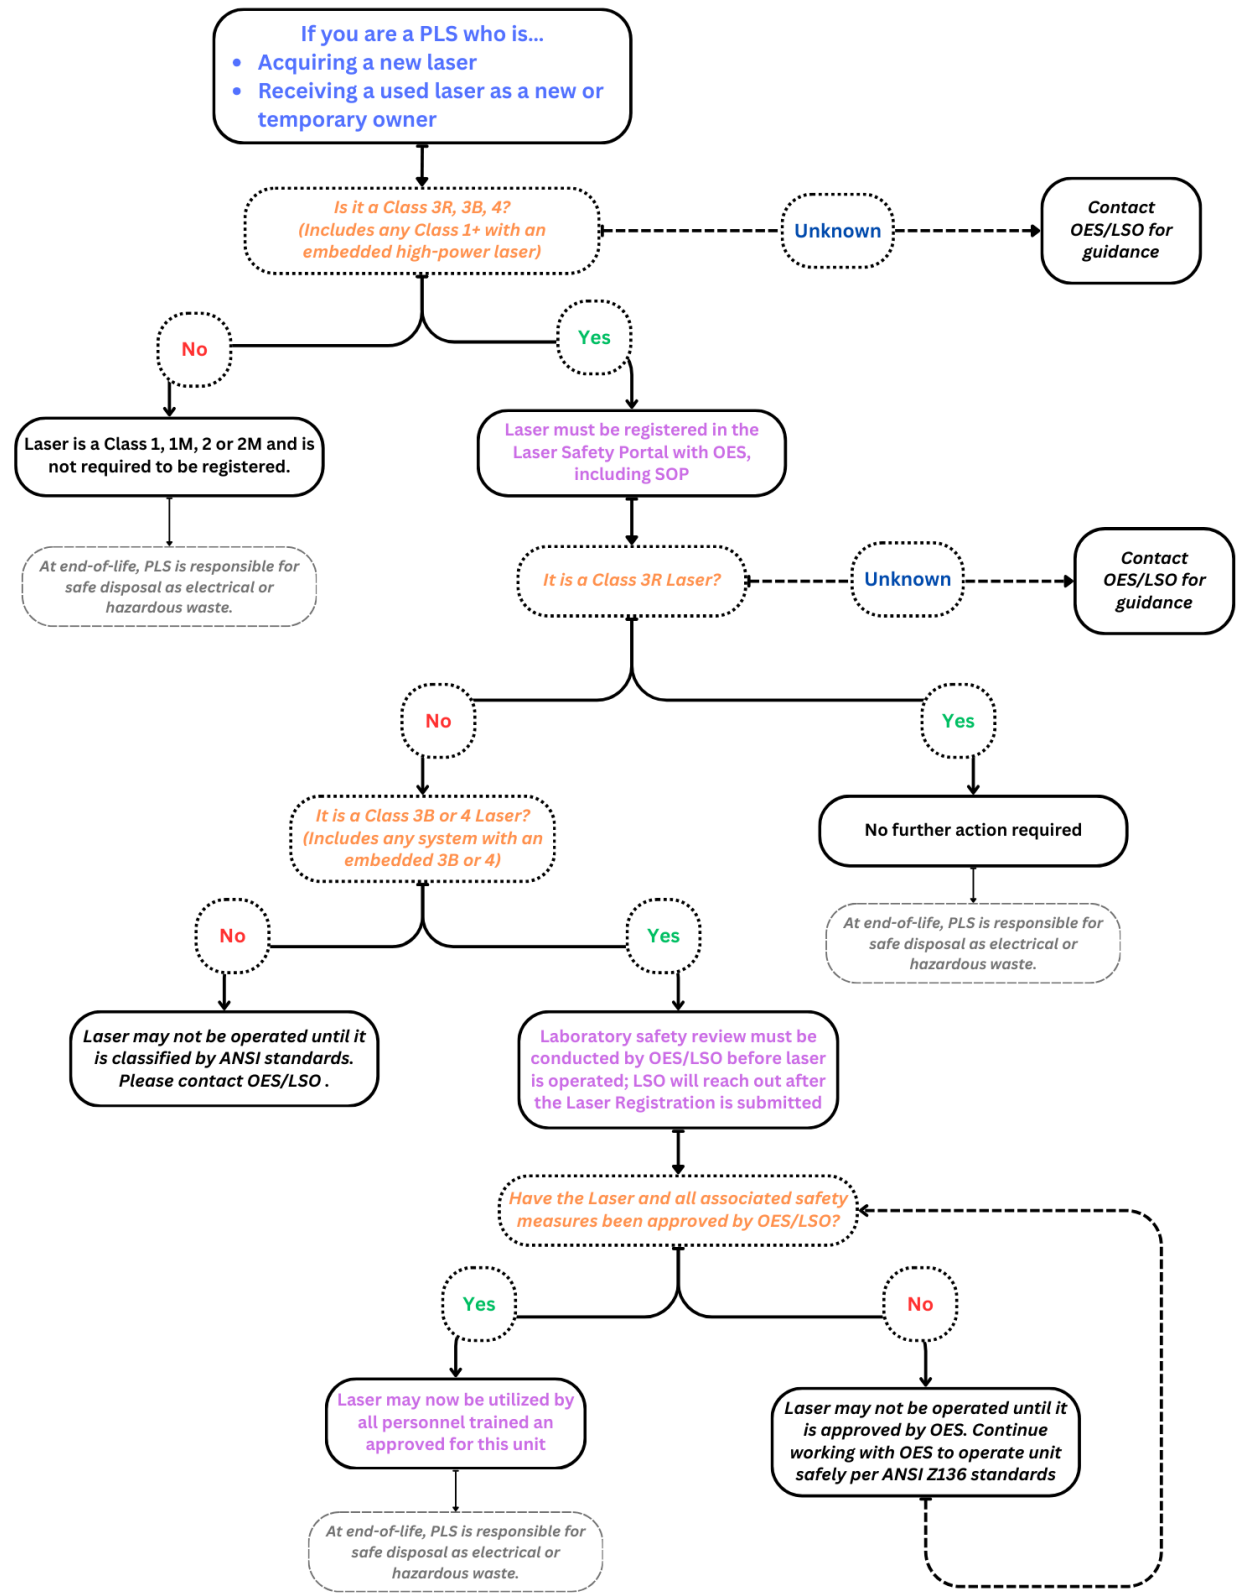 If you are a PLS who is...
• Acquiring a new laser
• Receiving a used laser as a new or
temporary owner
Is it a Class 3R, 3B, 4?
(Includes any Class 1+ with an
embedded high-power laser)
Unknown
Contact
OES/LSO for
guidance
No
Yes
Laser is a Class 1, 1M, 2 or 2M and is
not required to be registered.
Laser must be registered in the
Laser Safety Portal with OES,
including SOP
At end-of-life, PLS is responsible for
safe disposal as electrical or
hazardous waste.
It is a Class 3R Laser?
Unknown
Contact
OES/LSO for
guidance
No
Yes
It is a Class 3B or 4 Laser?
(Includes any system with an
embedded 3B or 4)
No further action required
At end-of-life, PLS is responsible for
safe disposal as electrical or
hazardous waste.
No
Yes
Laser may not be operated until it
is classified by ANSI standards.
Please contact OES/LSO .
Laboratory safety review must be
conducted by OES/LSO before laser
is operated; LSO will reach out after
the Laser Registration is submitted
Have the Laser and all associated safety
measures been approved by OES/LSO?
Yes
No
Laser may now be utilized by
all personnel trained an
approved for this unit
Laser may not be operated until it
is approved by OES. Continue
working with OES to operate unit
safely per ANSI Z136 standards
At end-of-life, PLS is responsible for
safe disposal as electrical or
hazardous waste.